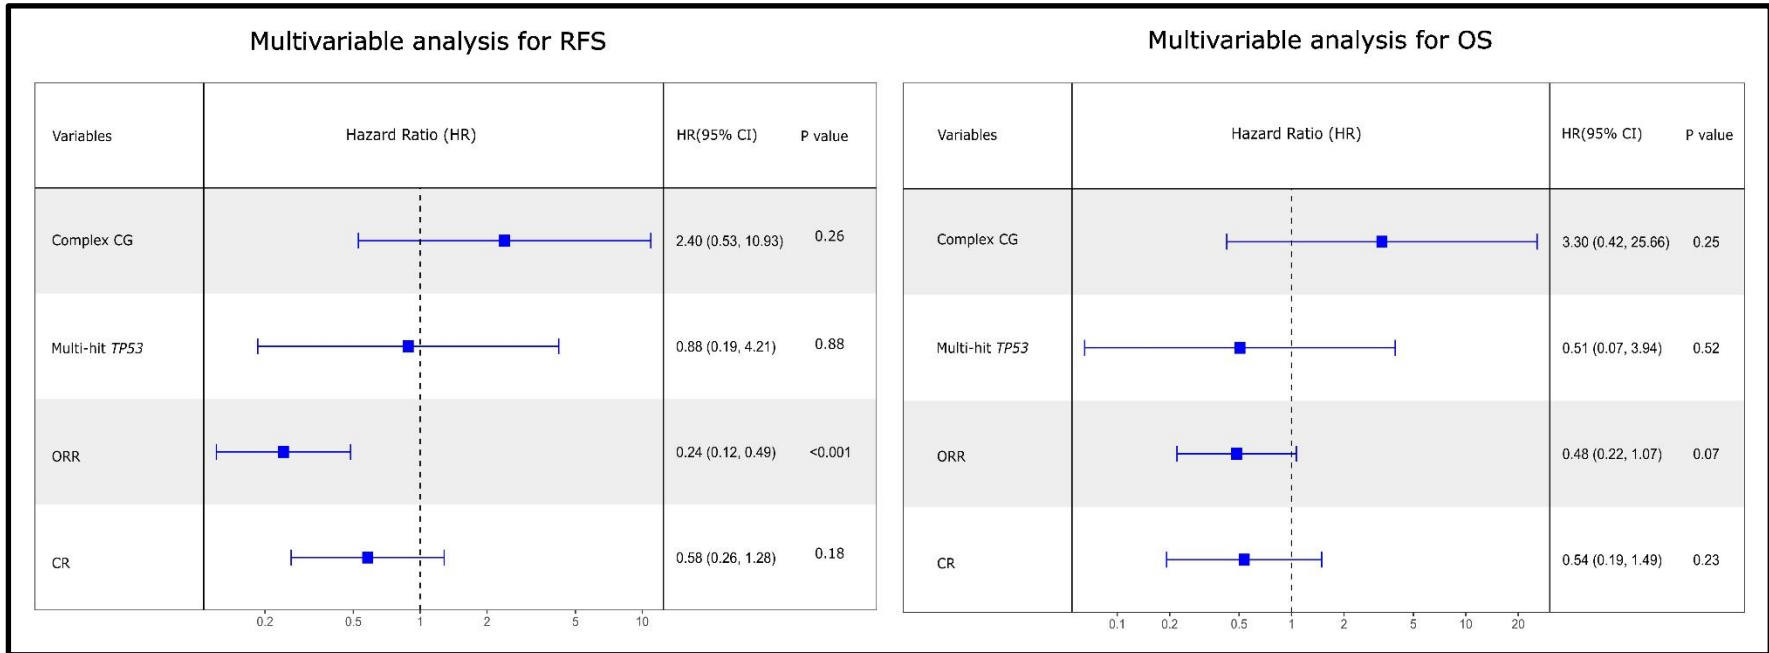 Multivariable analysis for RFS
Variables Hazard Ratio (HR) HR(95% CI) P value
Complex CG 2.40 (0.53, 10.93) 0.26
Multi-hit TP53 0.88 (0.19, 4.21) 0.88
ORR 0.24 (0.12, 0.49) <0.001
CR 0.58 (0.26, 1.28) 0.18
0.2 0.5 1 2 5 10
Multivariable analysis for OS
Variables Hazard Ratio (HR) HR(95% CI) P value
Complex CG 3.30 (0.42, 25.66) 0.25
Multi-hit TP53 0.51 (0.07, 3.94) 0.52
ORR 0.48 (0.22, 1.07) 0.07
CR 0.54 (0.19, 1.49) 0.23
0.1 0.2 0.5 1 2 5 10 20